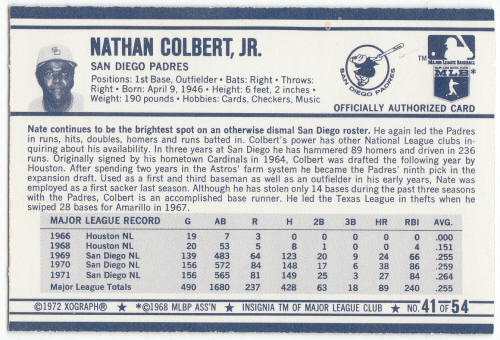 NATHAN COLBERT, JR.
SAN DIEGO PADRES
Positions: 1st Base, Outfielder • Bats: Right • Throws:
Right • Born: April 9, 1946 • Height: 6 feet, 2 inches •
Weight: 190 pounds • Hobbies: Cards, Checkers, Music
SAN DIEGO PADRES
MAJOR LEAGUE BASEBALL
MLB
OFFICIALLY AUTHORIZED CARD
Nate continues to be the brightest spot on an otherwise dismal San Diego roster. He again led the Padres
in runs, hits, doubles, homers and runs batted in. Colbert's power has other National League clubs in-
quiring about his availability. In three years at San Diego he has hammered 89 homers and driven in 236
runs. Originally signed by his hometown Cardinals in 1964, Colbert was drafted the following year by
Houston. After spending two years in the Astros' farm system he became the Padres' ninth pick in the
expansion draft. Used as a first and third baseman as well as an outfielder in his early years, Nate was
employed as a first sacker last season. Although he has stolen only 14 bases during the past three seasons
with the Padres, Colbert is an accomplished base runner. He led the Texas League in thefts when he
swiped 28 bases for Amarillo in 1967.
MAJOR LEAGUE RECORD G AB R H 2B 3B HR RBI AVG.
1966 Houston NL 19 7 3 0 0 0 0 0 .000
1968 Houston NL 20 53 5 8 1 0 0 4 .151
1969 San Diego NL 139 483 64 123 20 9 24 66 .255
1970 San Diego NL 156 572 84 148 17 6 38 86 .259
1971 San Diego NL 156 565 81 149 25 3 27 84 .264
Major League Totals 490 1680 237 428 63 18 89 240 .255
©1972 XOGRAPH® ★ *©1968 MLBP ASS'N ★ INSIGNIA TM OF MAJOR LEAGUE CLUB ★ NO. 41 OF 54